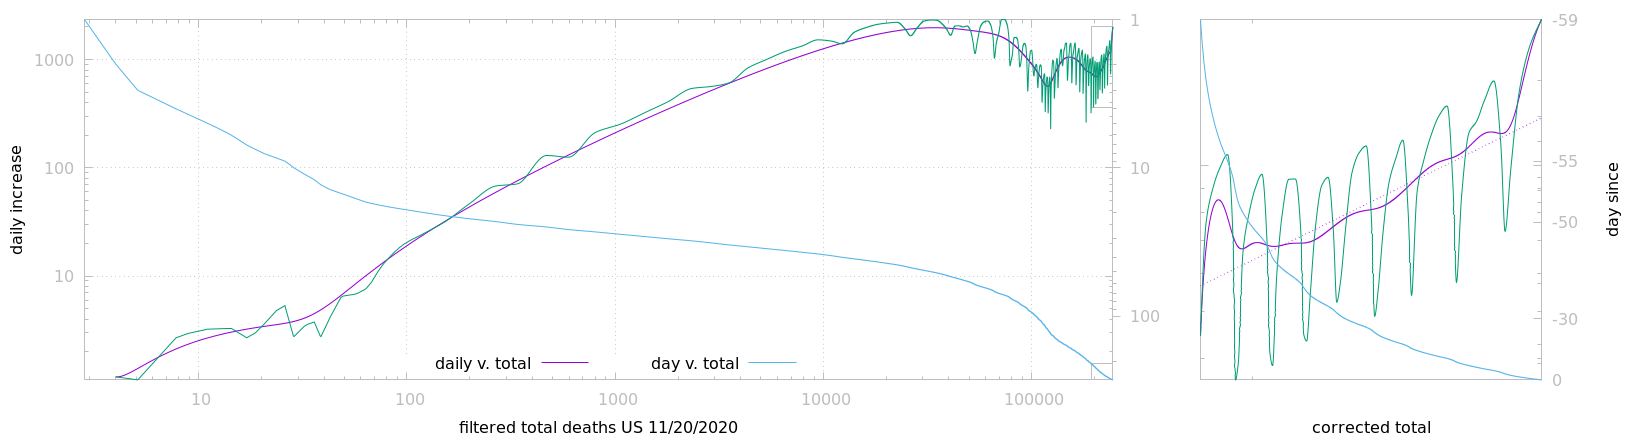 1000
100
10
daily increase
10
100
1000
10000
100000
filtered total deaths US 11/20/2020
daily v. total
day v. total
1
10
100
-59
-55
-50
-30
0
day since
corrected total